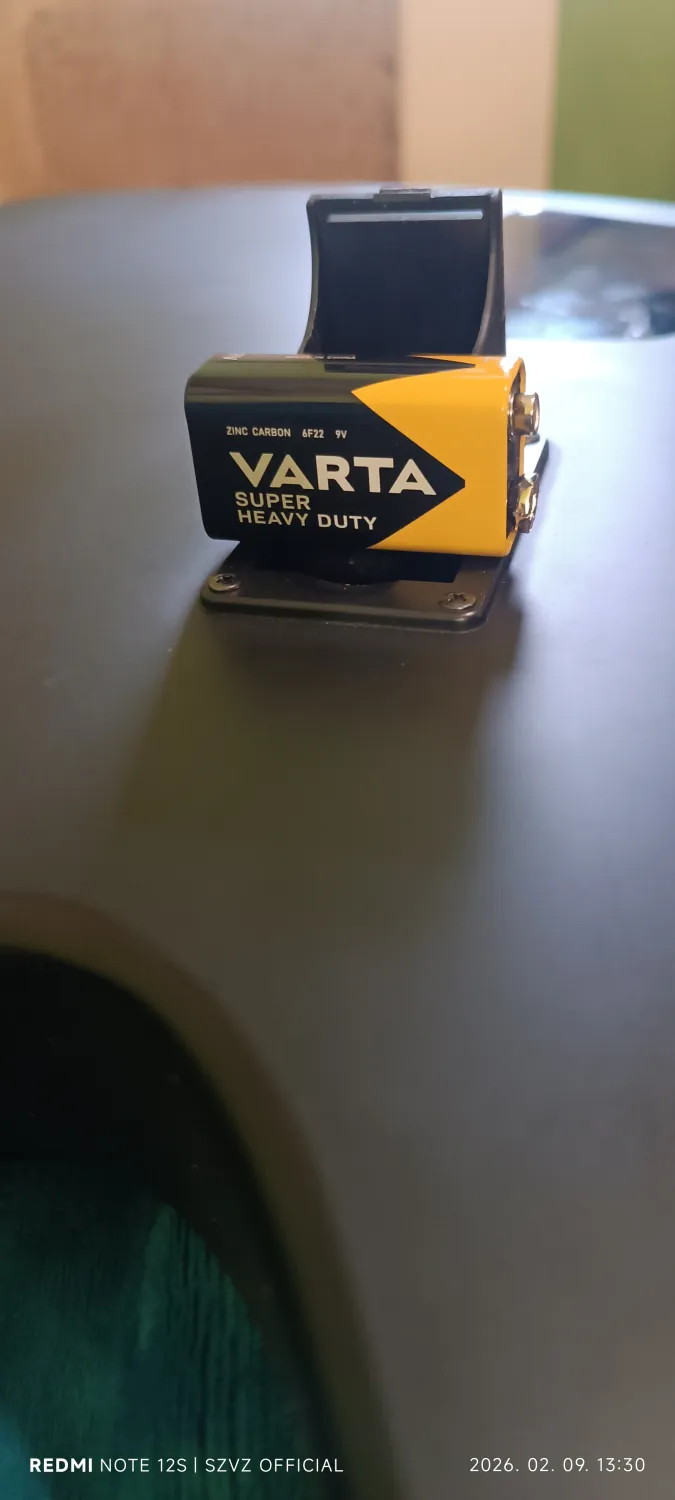 ZINC CARBON 6F22 9V
VARTA
SUPER
HEAVY DUTY
REDMI NOTE 12S | SZVZ OFFICIAL
2026. 02. 09. 13:30